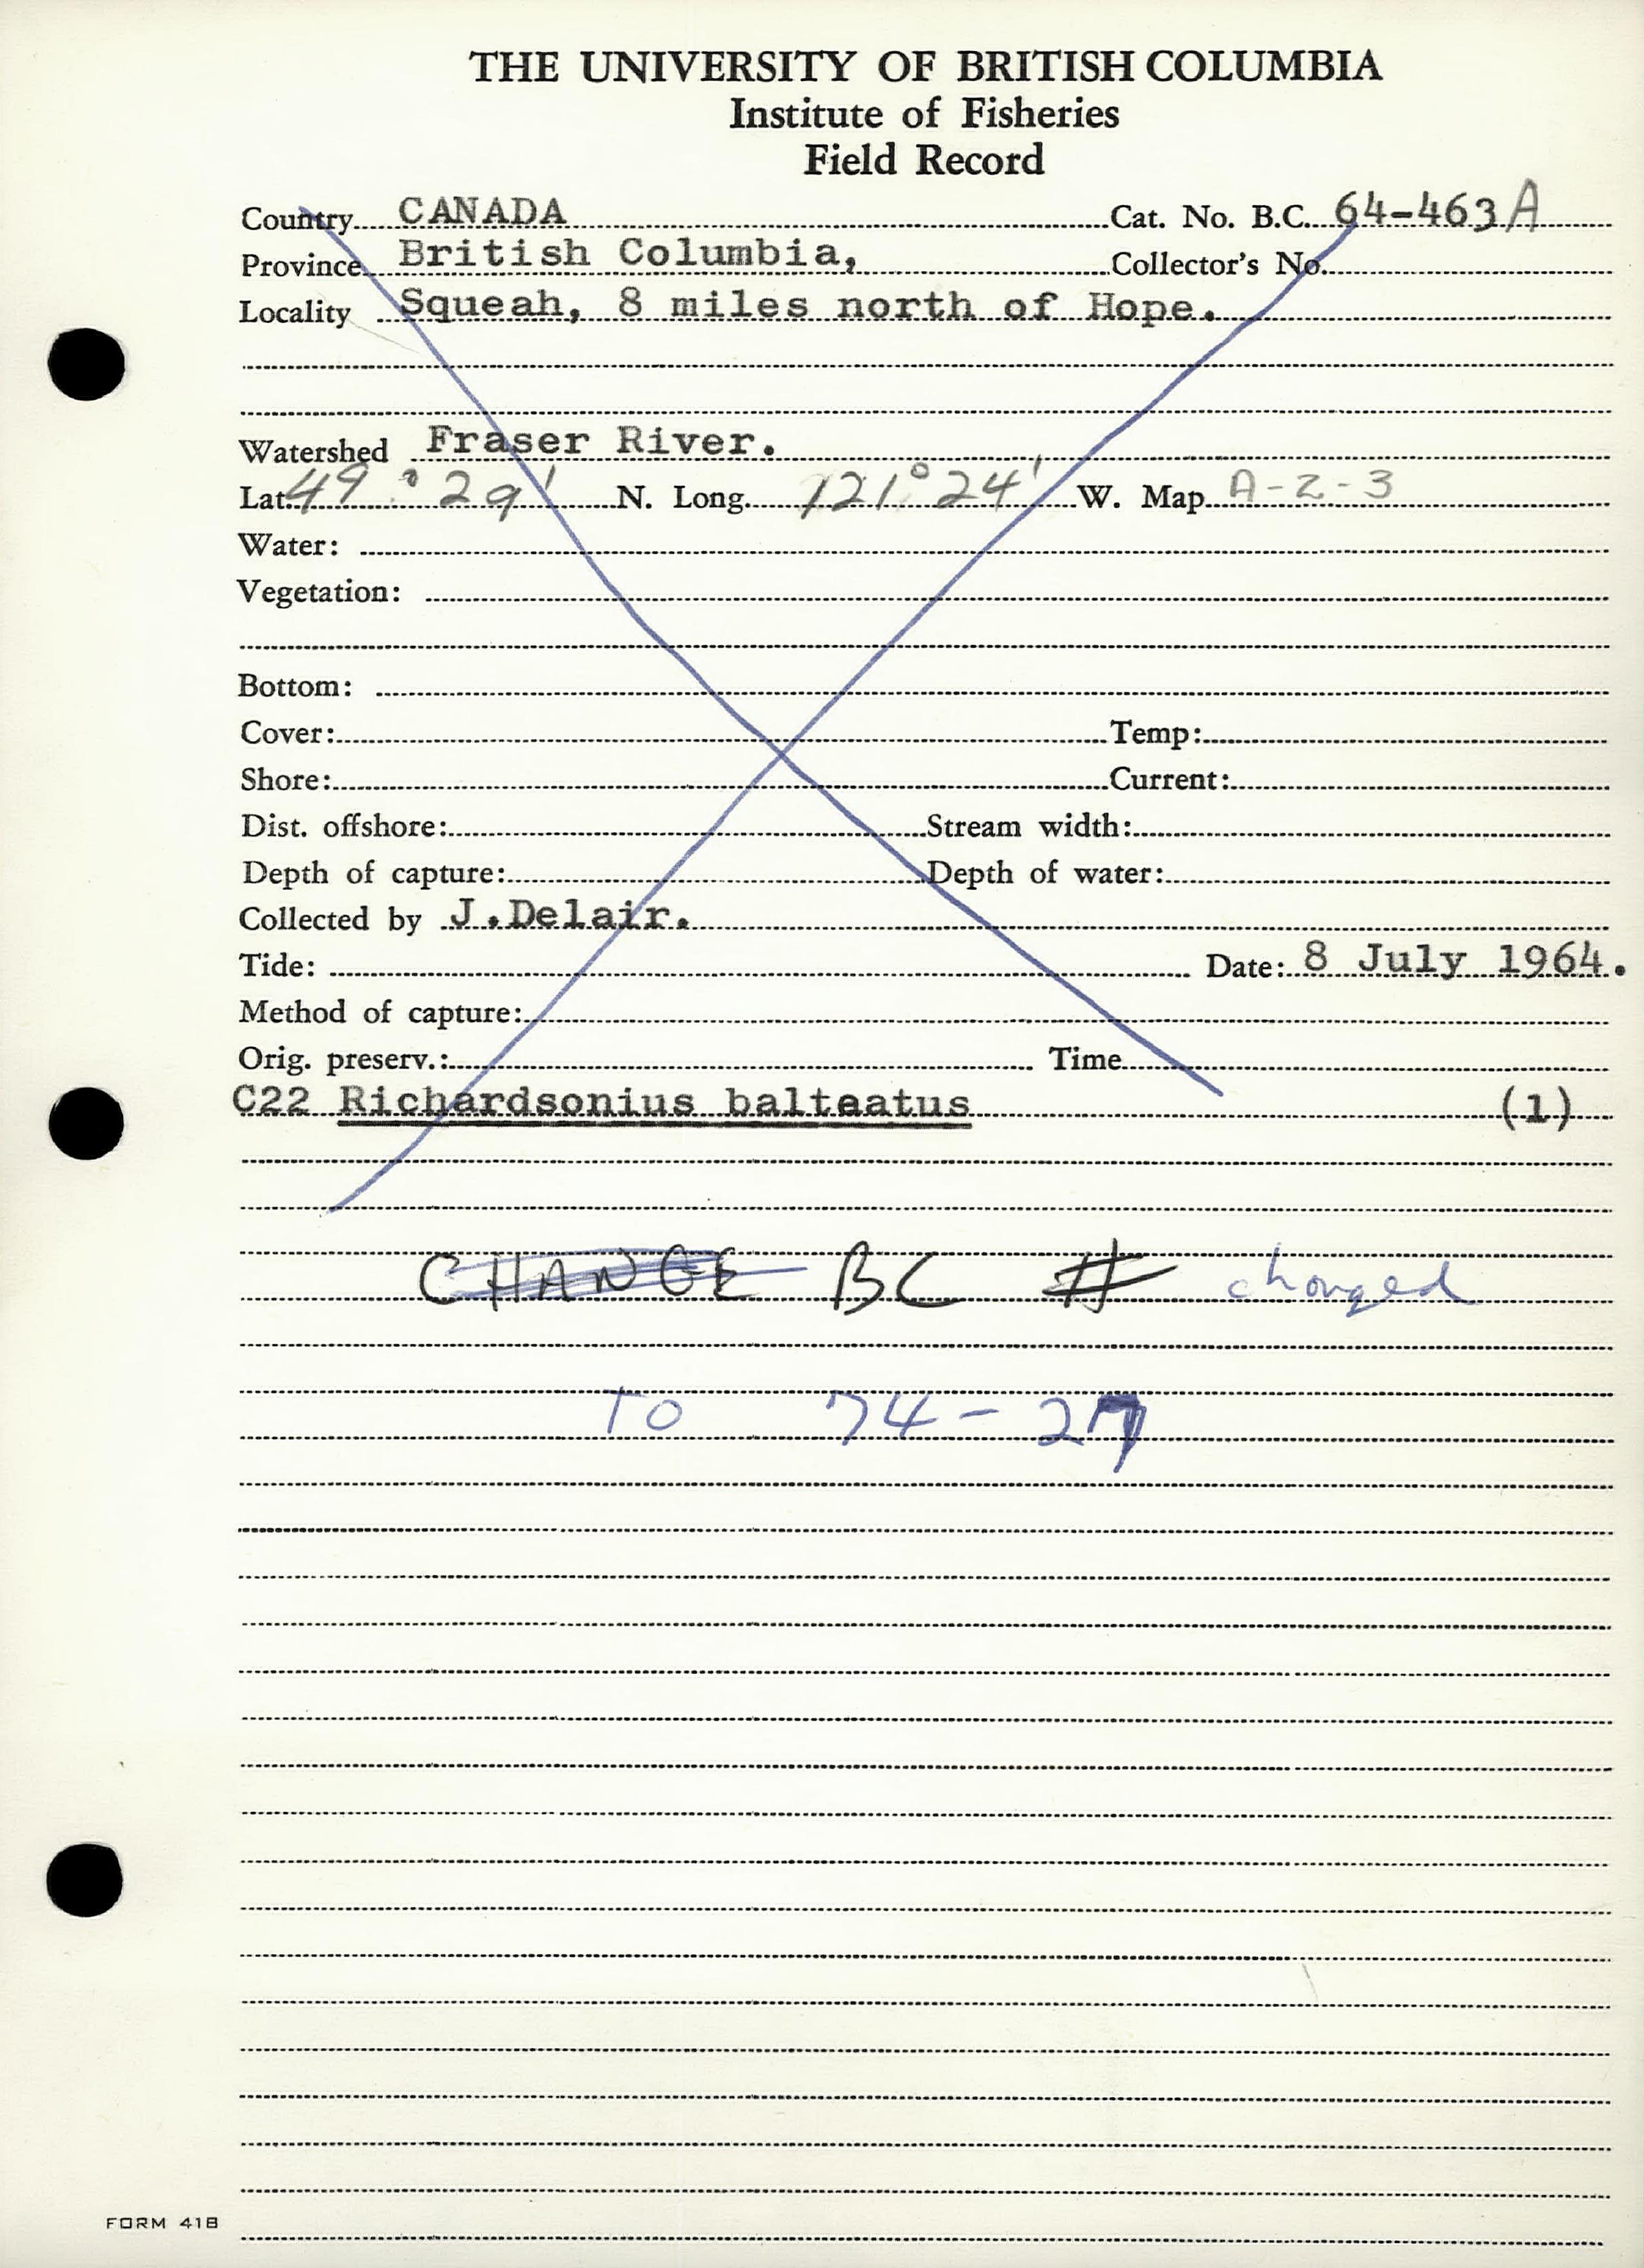 THE UNIVERSITY OF BRITISH COLUMBIA
Institute of Fisheries
Field Record
Country CANADA Cat. No. B.C. 64-463A
Province British Columbia, Collector's No.
Locality Squeah, 8 miles north of Hope.
Watershed Fraser River.
Lat. 49° 29' N. Long. 121° 24' W. Map A-2-3
Water:
Vegetation:
Bottom:
Cover: Temp:
Shore: Current:
Dist. offshore: Stream width:
Depth of capture: Depth of water:
Collected by J.Delair.
Tide: Date: 8 July 1964.
Method of capture:
Orig. preserv.: Time
C22 Richardsonius balteatus (1)
CHANGE BC # changed
TO 74-27
FORM 41B